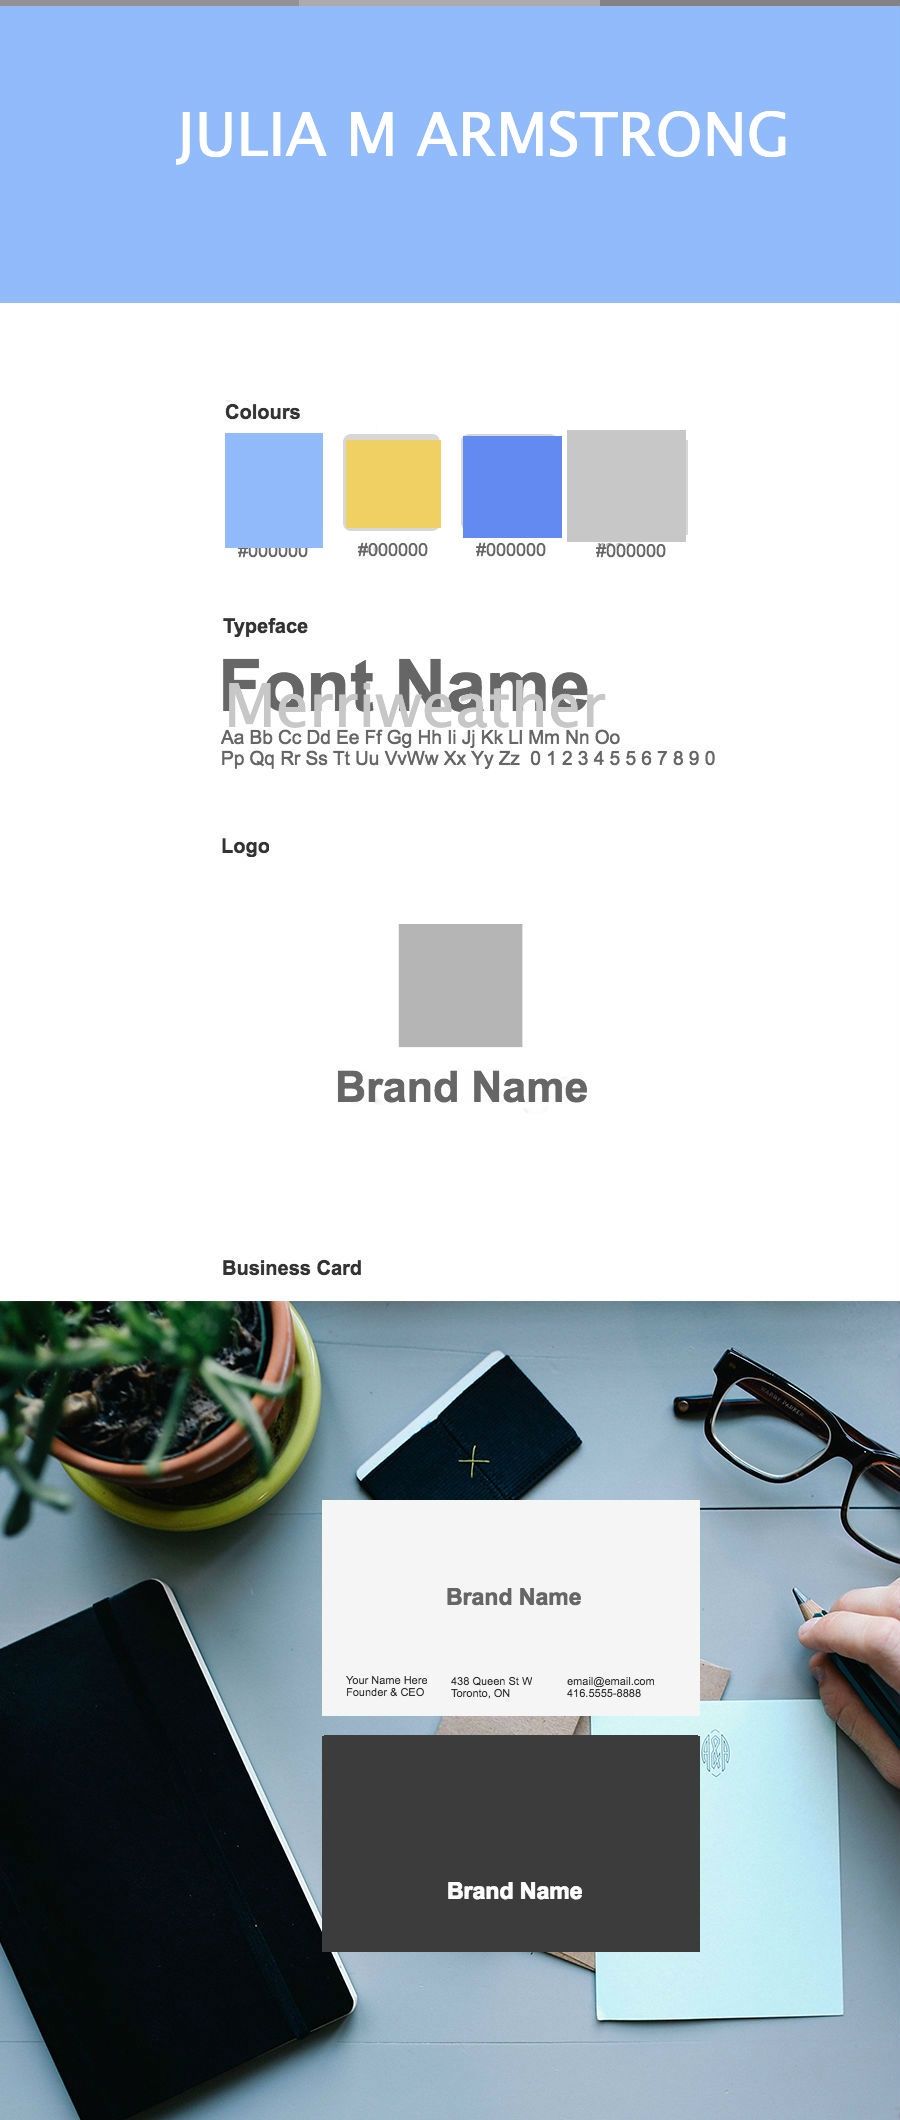 JULIA M ARMSTRONG
Colours
#000000 #000000 #000000 #000000
Typeface
Font Name
Merriweather
Aa Bb Cc Dd Ee Ff Gg Hh Ii Jj Kk Ll Mm Nn Oo
Pp Qq Rr Ss Tt Uu VvWw Xx Yy Zz 0 1 2 3 4 5 5 6 7 8 9 0
Logo
Brand Name
Business Card
WARBY PARKER
Brand Name
Your Name Here
Founder & CEO
438 Queen St W
Toronto, ON
email@email.com
416.5555-8888
A&A
Brand Name